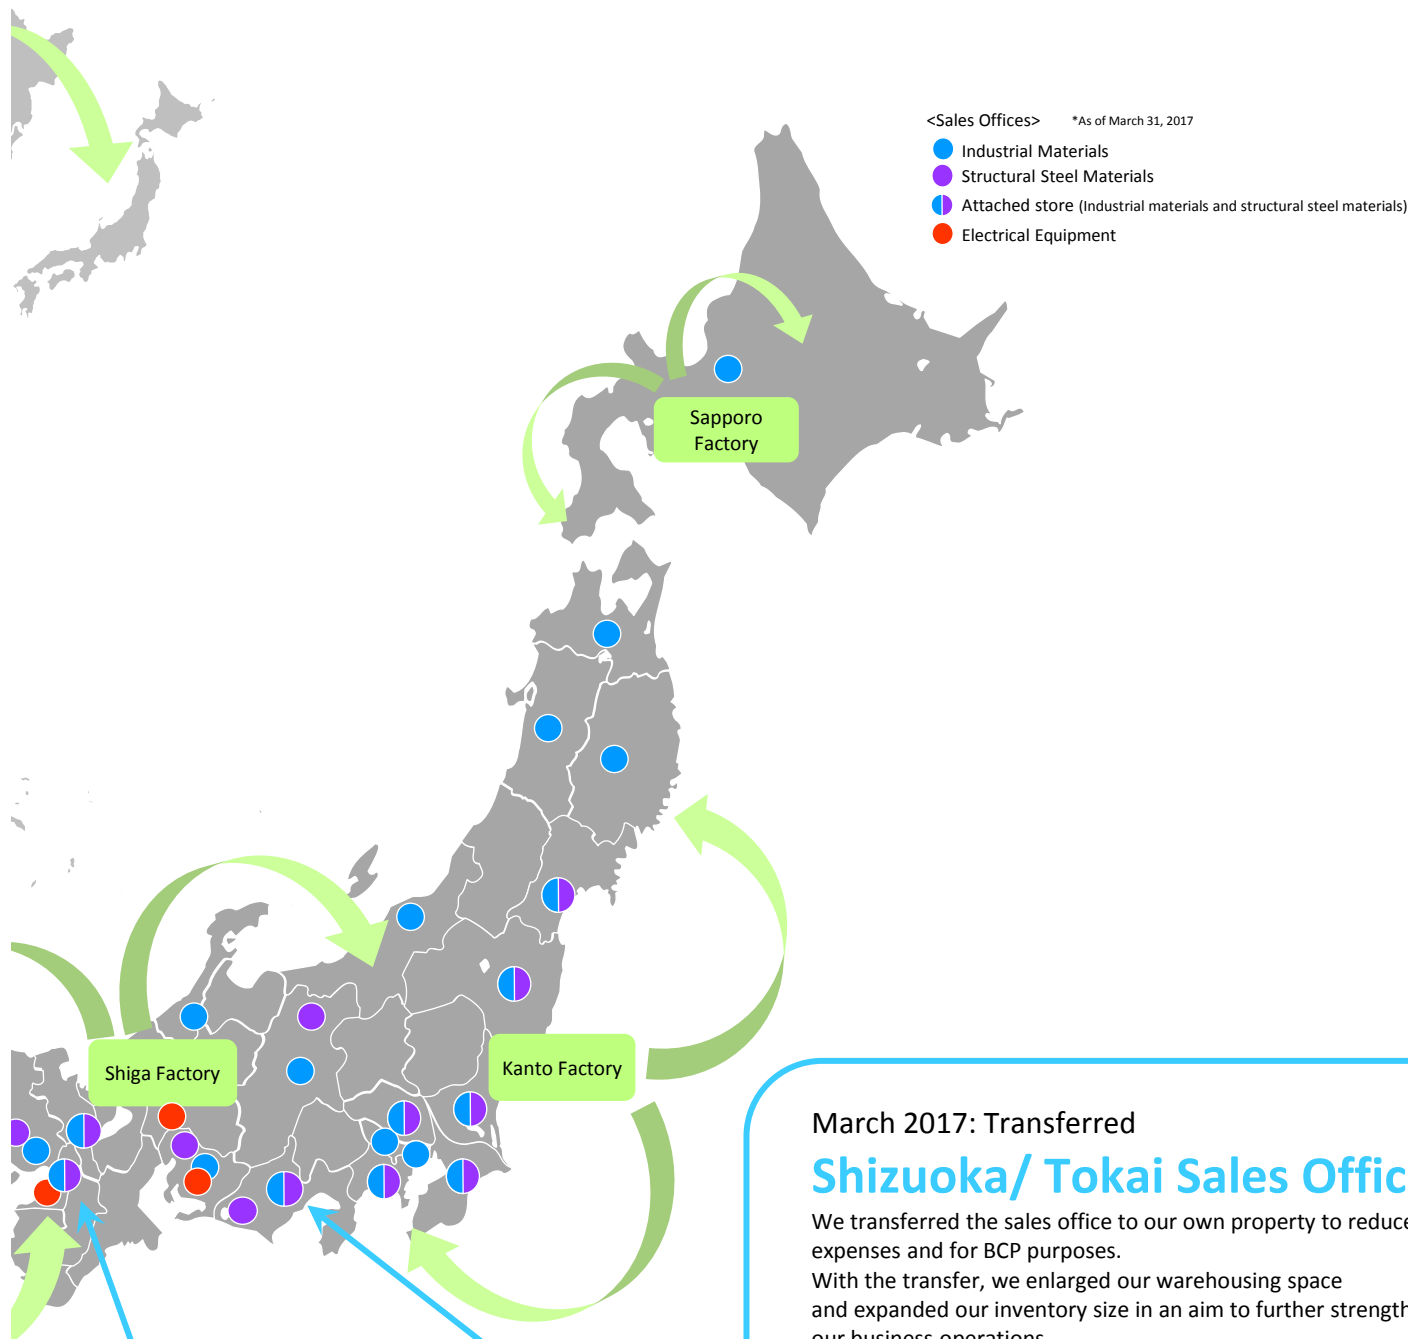 <Sales Offices> *As of March 31, 2017
Industrial Materials
Structural Steel Materials
Attached store (Industrial materials and structural steel materials)
Electrical Equipment
Sapporo
Factory
Shiga Factory
Kanto Factory
March 2017: Transferred
Shizuoka/ Tokai Sales Offic
We transferred the sales office to our own property to reduce
expenses and for BCP purposes.
With the transfer, we enlarged our warehousing space
and expanded our inventory size in an aim to further strength
our business operations